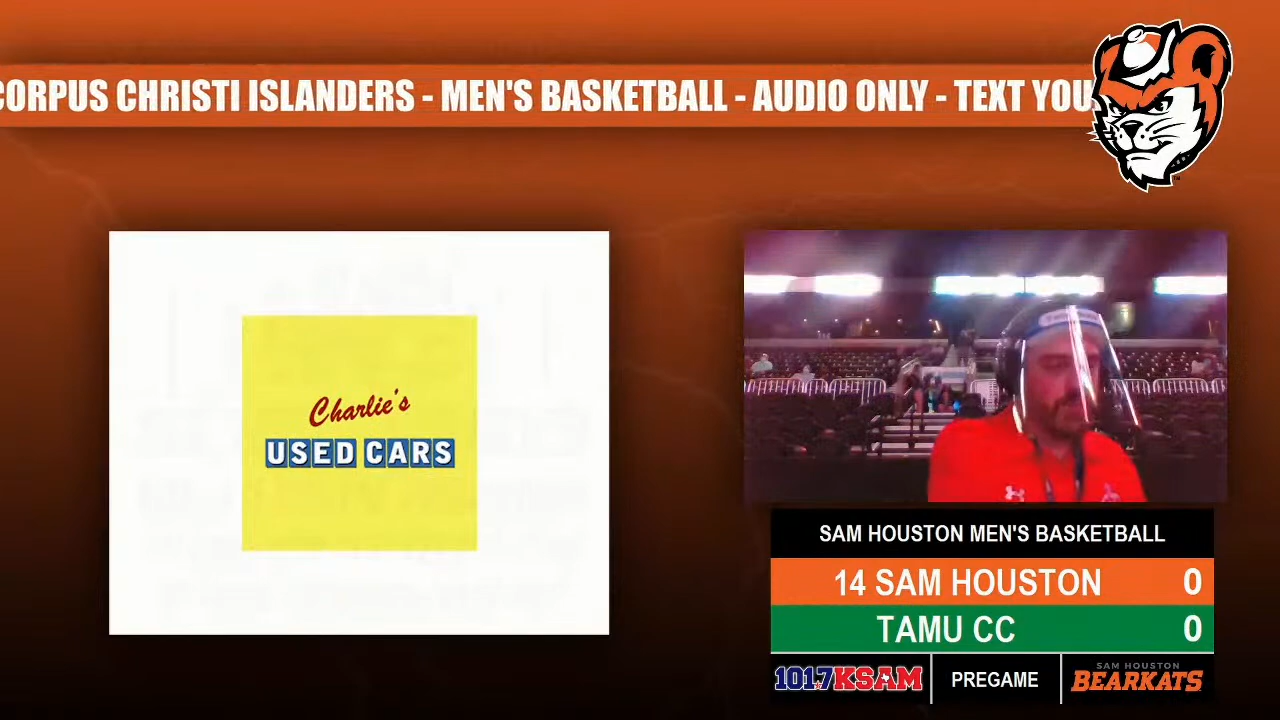 CORPUS CHRISTI ISLANDERS - MEN'S BASKETBALL - AUDIO ONLY - TEXT YOU
Charlie's
USED CARS
SAM HOUSTON MEN'S BASKETBALL
14 SAM HOUSTON 0
TAMU CC 0
101.7 KSAM
PREGAME
SAM HOUSTON
BEARKATS